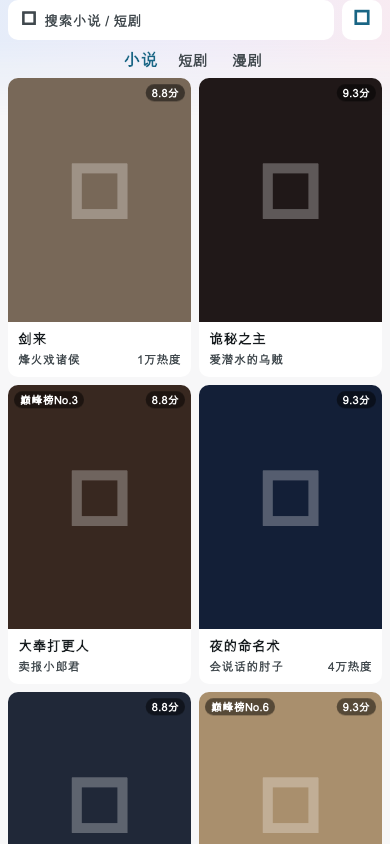 搜索小说 / 短剧
小说 短剧 漫剧
8.8分
剑来
烽火戏诸侯 1万热度
9.3分
诡秘之主
爱潜水的乌贼
巅峰榜No.3 8.8分
大奉打更人
卖报小郎君
9.3分
夜的命名术
会说话的肘子 4万热度
8.8分
巅峰榜No.6 9.3分